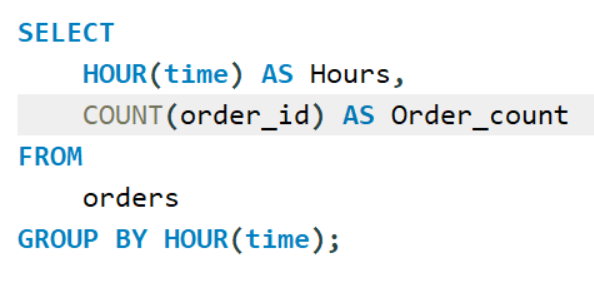 SELECT
HOUR(time) AS Hours,
COUNT(order_id) AS Order_count
FROM
orders
GROUP BY HOUR(time);